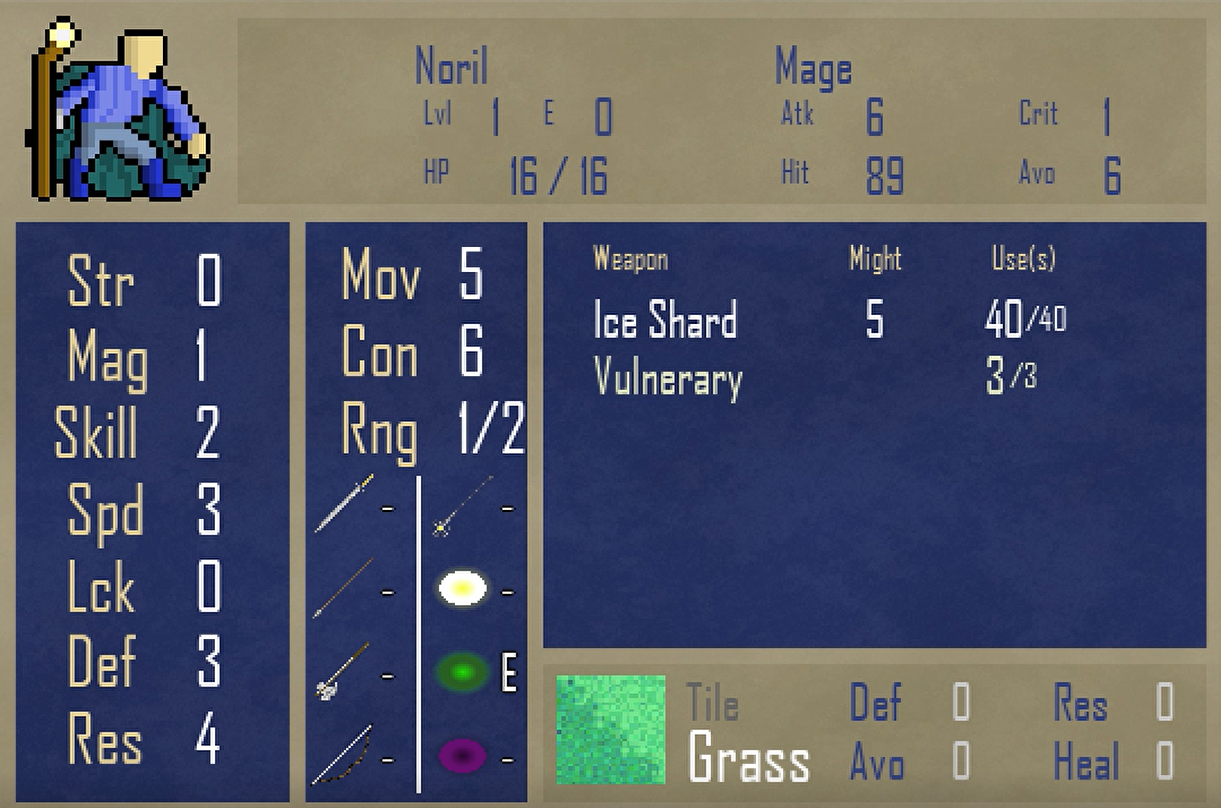 Noril Mage
Lvl 1 E 0 Atk 6 Crit 1
HP 16 / 16 Hit 89 Avo 6
Str 0
Mag 1
Skill 2
Spd 3
Lck 0
Def 3
Res 4
Mov 5
Con 6
Rng 1/2
- -
- -
- E
- -
Weapon Might Use(s)
Ice Shard 5 40/40
Vulnerary 3/3
Tile Def 0 Res 0
Grass Avo 0 Heal 0